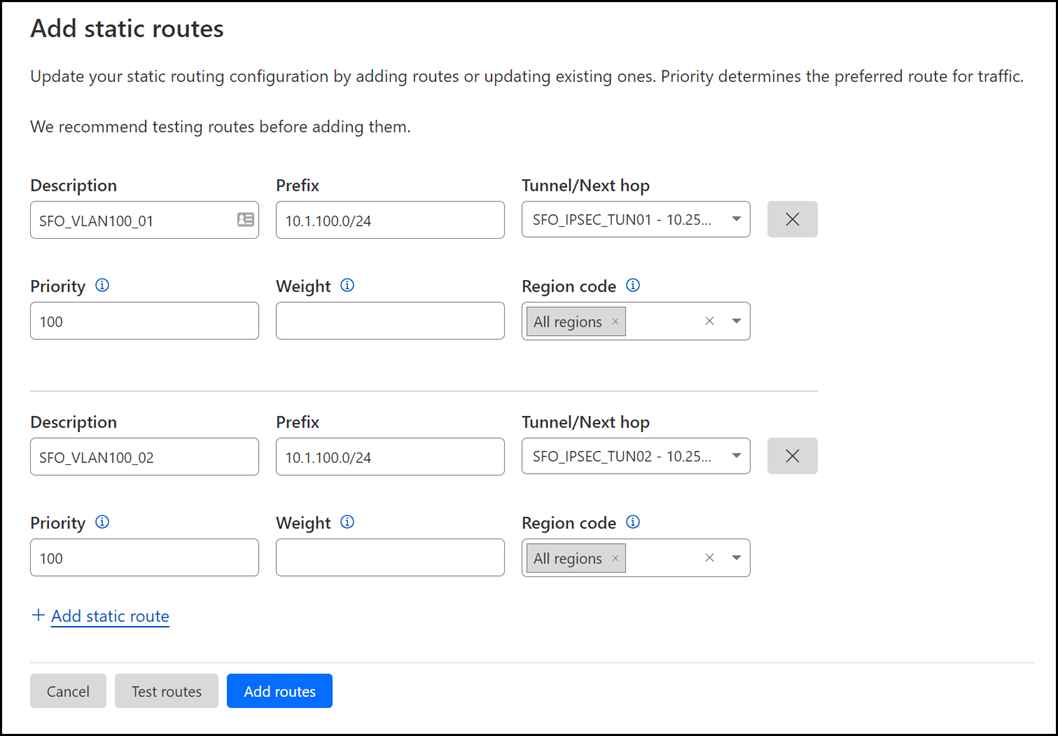 Add static routes
Update your static routing configuration by adding routes or updating existing ones. Priority determines the preferred route for traffic.
We recommend testing routes before adding them.
Description Prefix Tunnel/Next hop
SFO_VLAN100_01 10.1.100.0/24 SFO_IPSEC_TUN01 - 10.25...
Priority Weight Region code
100 All regions ×
Description Prefix Tunnel/Next hop
SFO_VLAN100_02 10.1.100.0/24 SFO_IPSEC_TUN02 - 10.25...
Priority Weight Region code
100 All regions ×
+ Add static route
Cancel Test routes Add routes